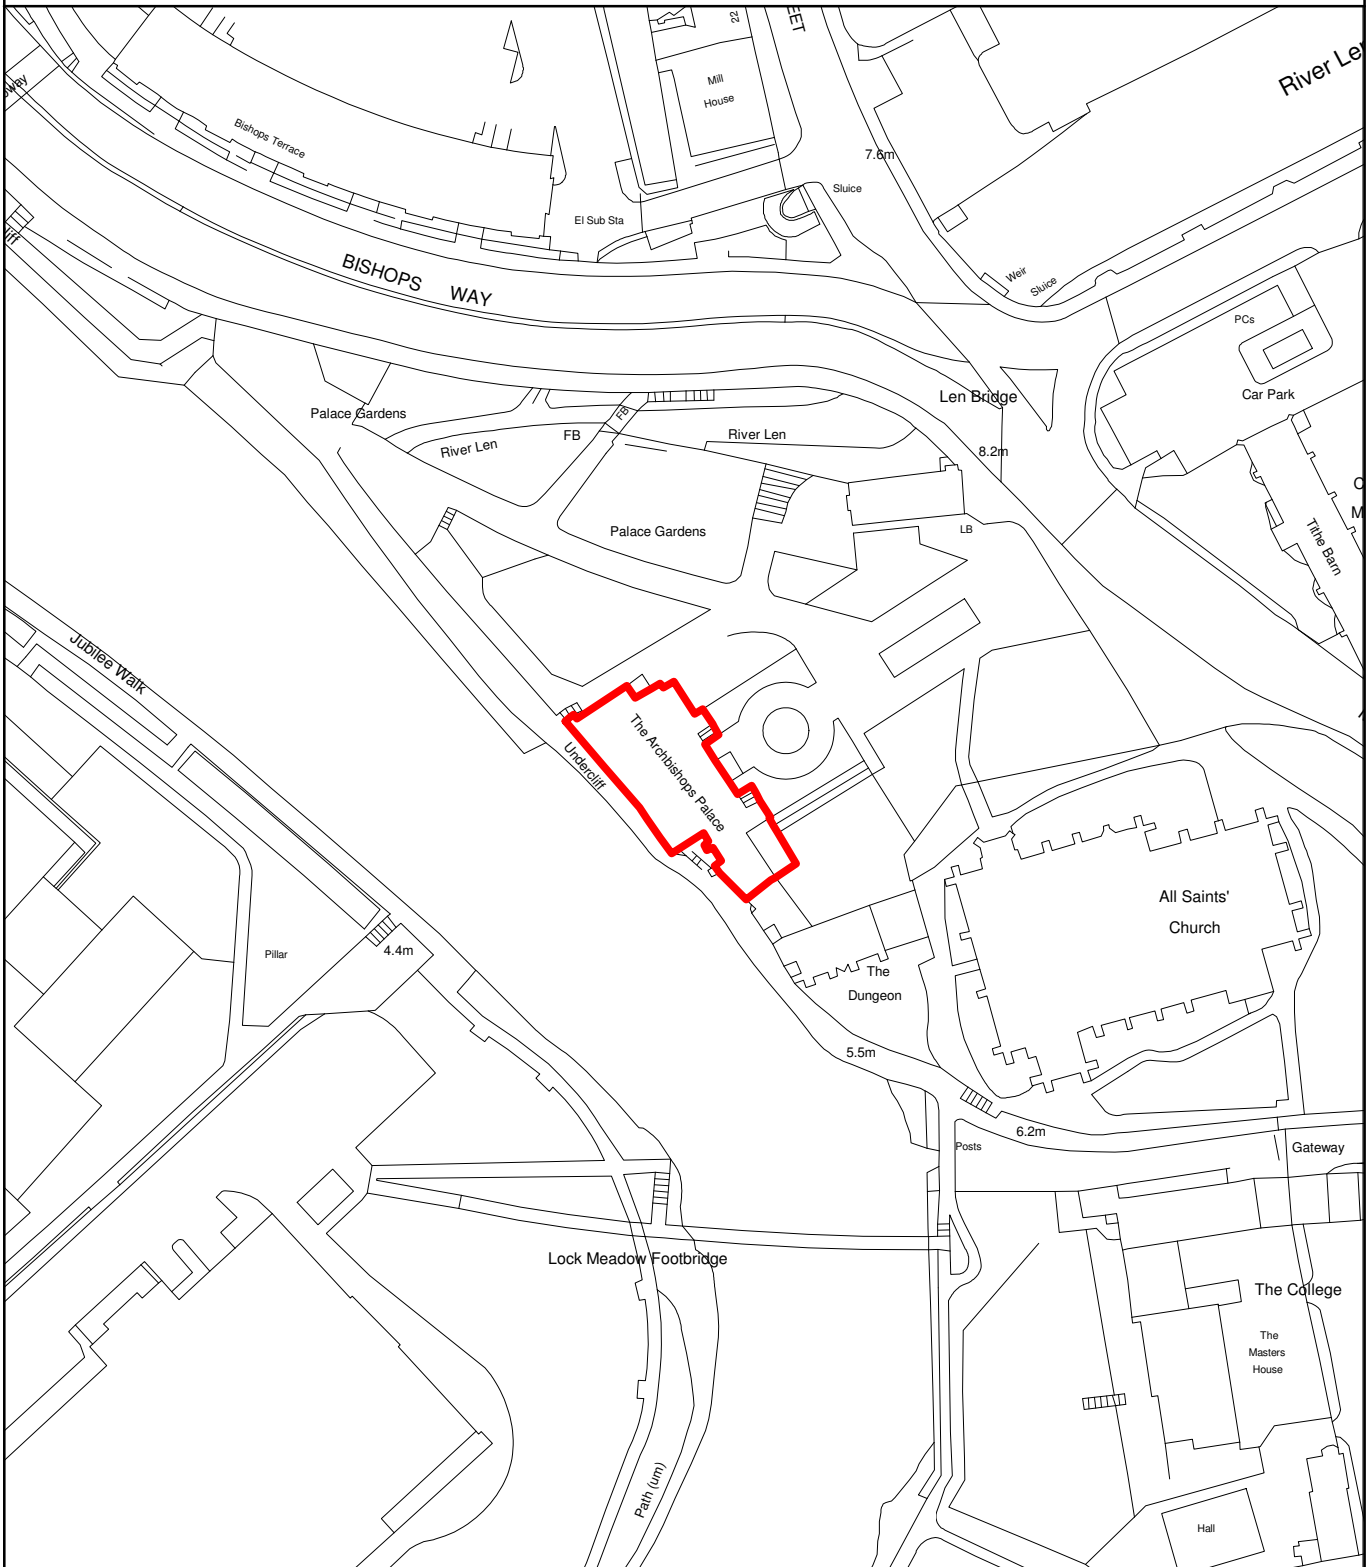 22
EET
River Le
Mill
House
Bishops Terrace
7.6m
Sluice
El Sub Sta
BISHOPS WAY
Weir
Sluice
PCs
Car Park
Len Bridge
Palace Gardens
FB
River Len
FB
River Len
8.2m
Palace Gardens
LB
Tithe Barn
C
M
Jubilee Walk
The Archbishops Palace
Undercliff
All Saints'
Church
Pillar
4.4m
The
Dungeon
5.5m
6.2m
Posts
Gateway
Lock Meadow Footbridge
The College
The
Masters
House
Path (um)
Hall